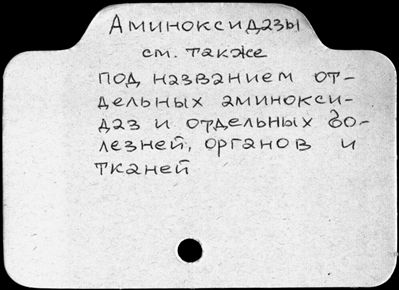 Аминоксидазы
см. также
под названием от-
дельных аминокси-
даз и отдельных бо-
лезней, органов и
тканей